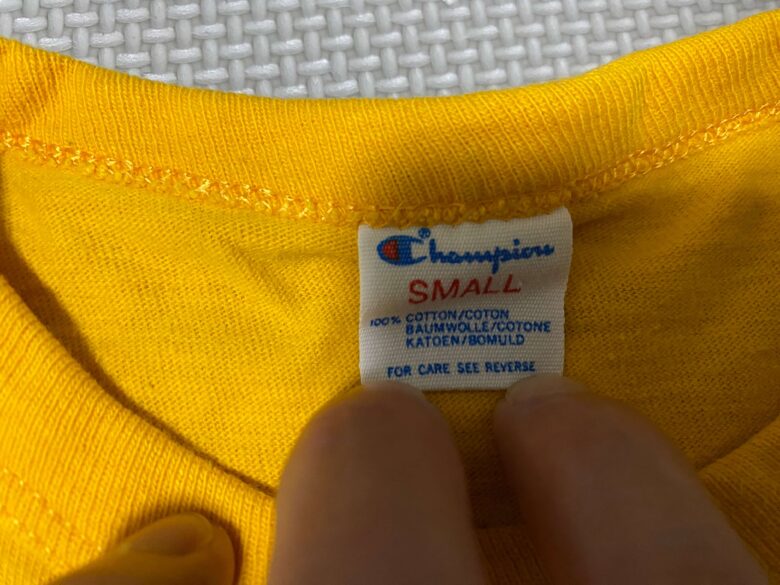 Champion®
SMALL
100% COTTON/COTON
BAUMWOLLE/COTONE
KATOEN/BOMULD
FOR CARE SEE REVERSE